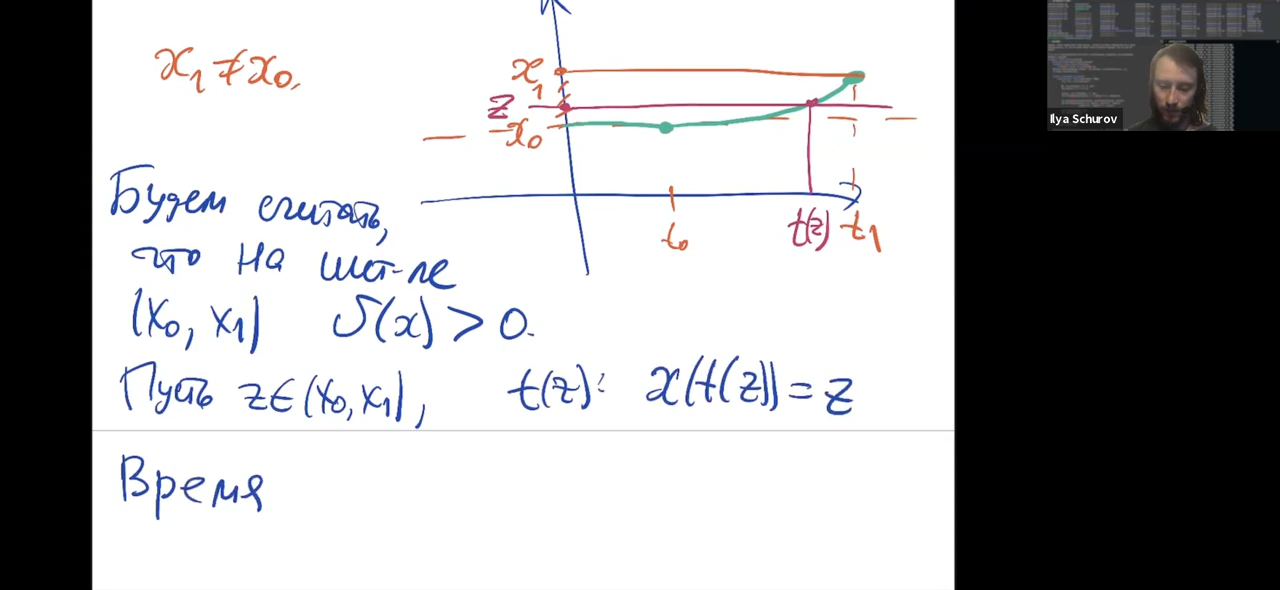 x₁ ≠ x₀.
x₁
z
x₀
t₀ t(z) t₁
Будем считать,
что на инт-ле
(x₀, x₁) v(x) > 0.
Пусть z∈(x₀, x₁), t(z): x(t(z)) = z
Время
Ilya Schurov